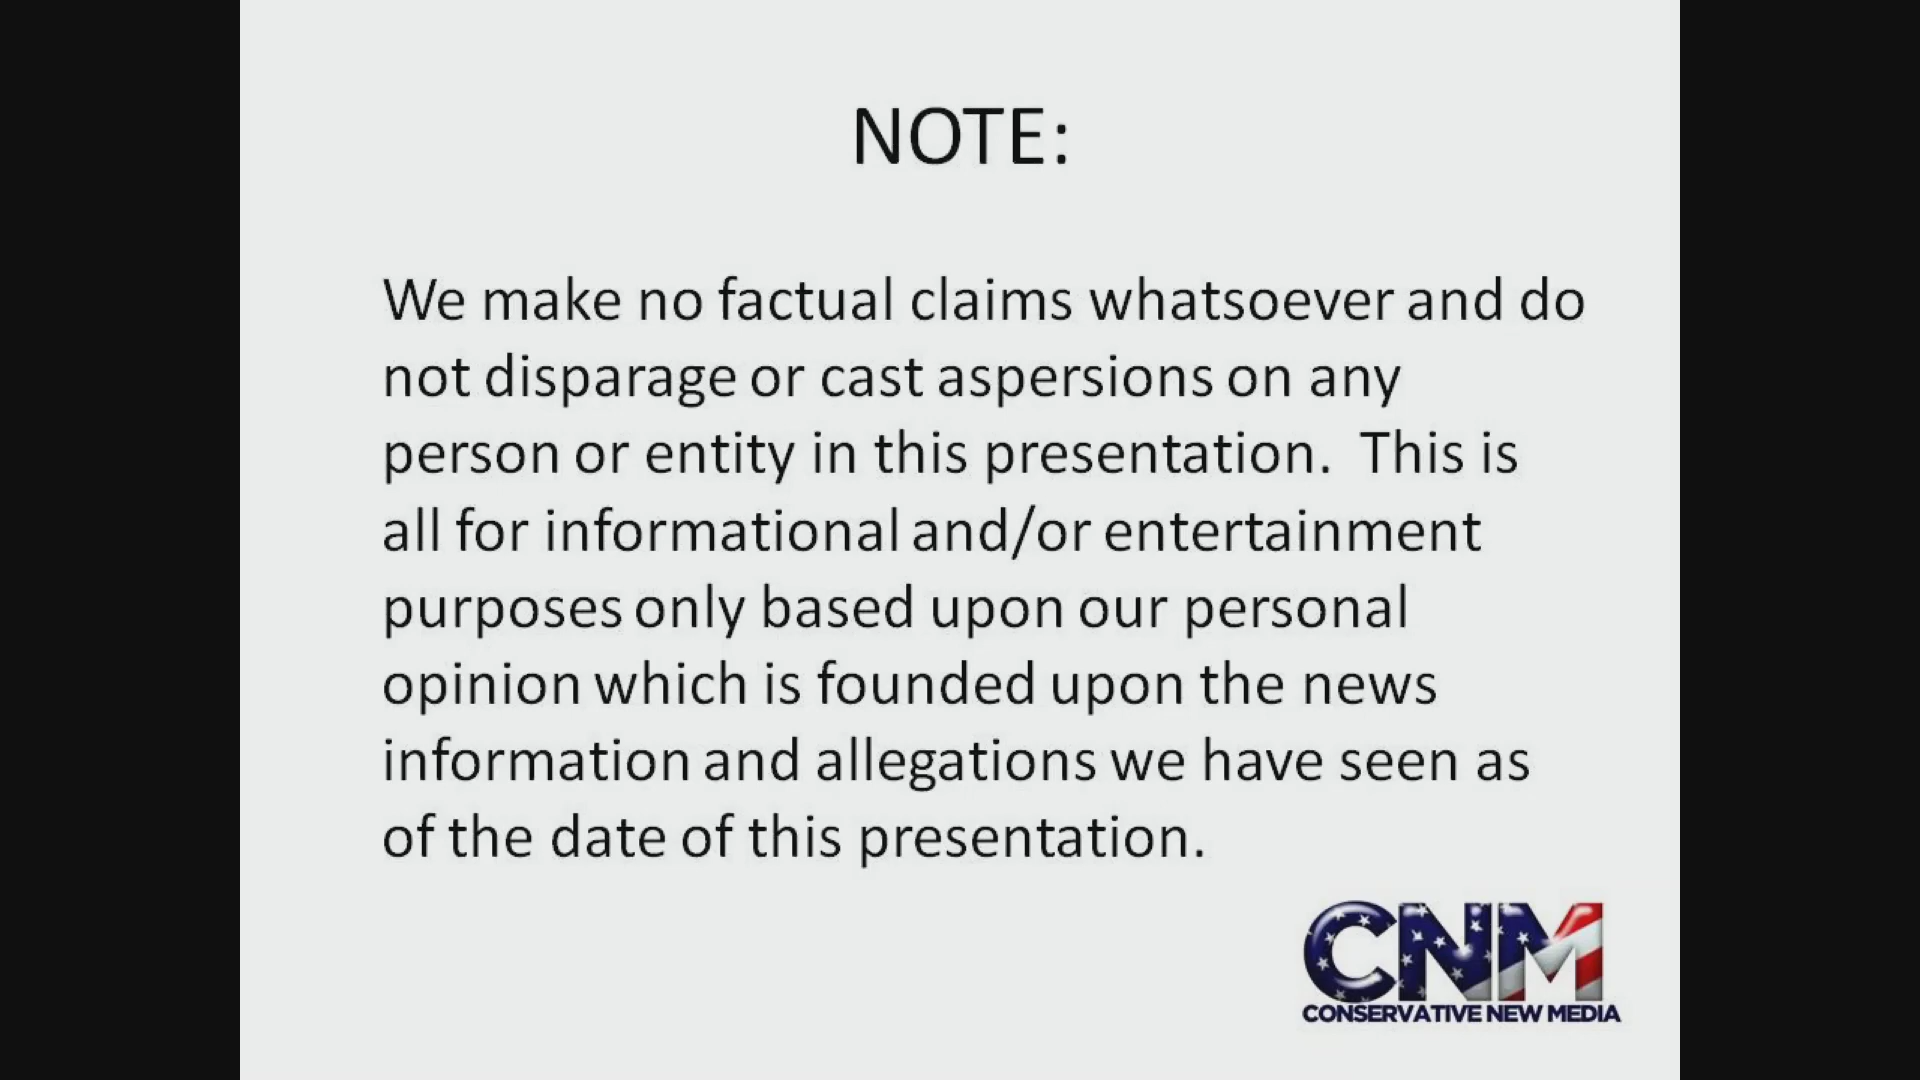 NOTE:
We make no factual claims whatsoever and do
not disparage or cast aspersions on any
person or entity in this presentation.  This is
all for informational and/or entertainment
purposes only based upon our personal
opinion which is founded upon the news
information and allegations we have seen as
of the date of this presentation.
CNM
CONSERVATIVE NEW MEDIA